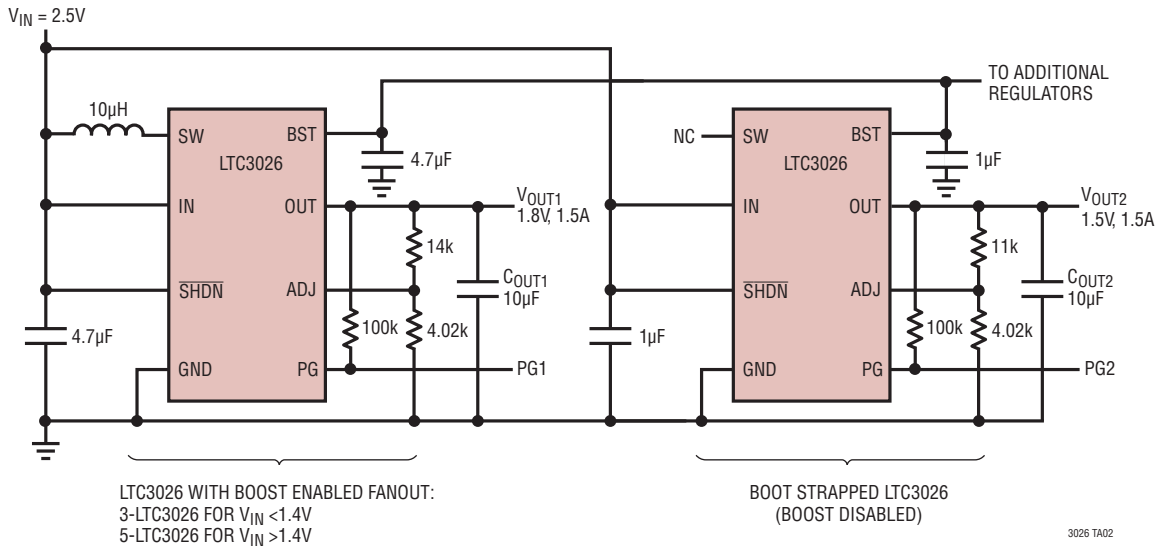 VIN = 2.5V
TO ADDITIONAL
REGULATORS
10µH
SW
BST
LTC3026
4.7µF
IN
OUT
VOUT1
1.8V, 1.5A
14k
SHDN
ADJ
COUT1
10µF
4.7µF
100k
4.02k
GND
PG
PG1
NC
SW
BST
LTC3026
1µF
IN
OUT
VOUT2
1.5V, 1.5A
11k
SHDN
ADJ
COUT2
10µF
1µF
100k
4.02k
GND
PG
PG2
LTC3026 WITH BOOST ENABLED FANOUT:
3-LTC3026 FOR VIN <1.4V
5-LTC3026 FOR VIN >1.4V
BOOT STRAPPED LTC3026
(BOOST DISABLED)
3026 TA02